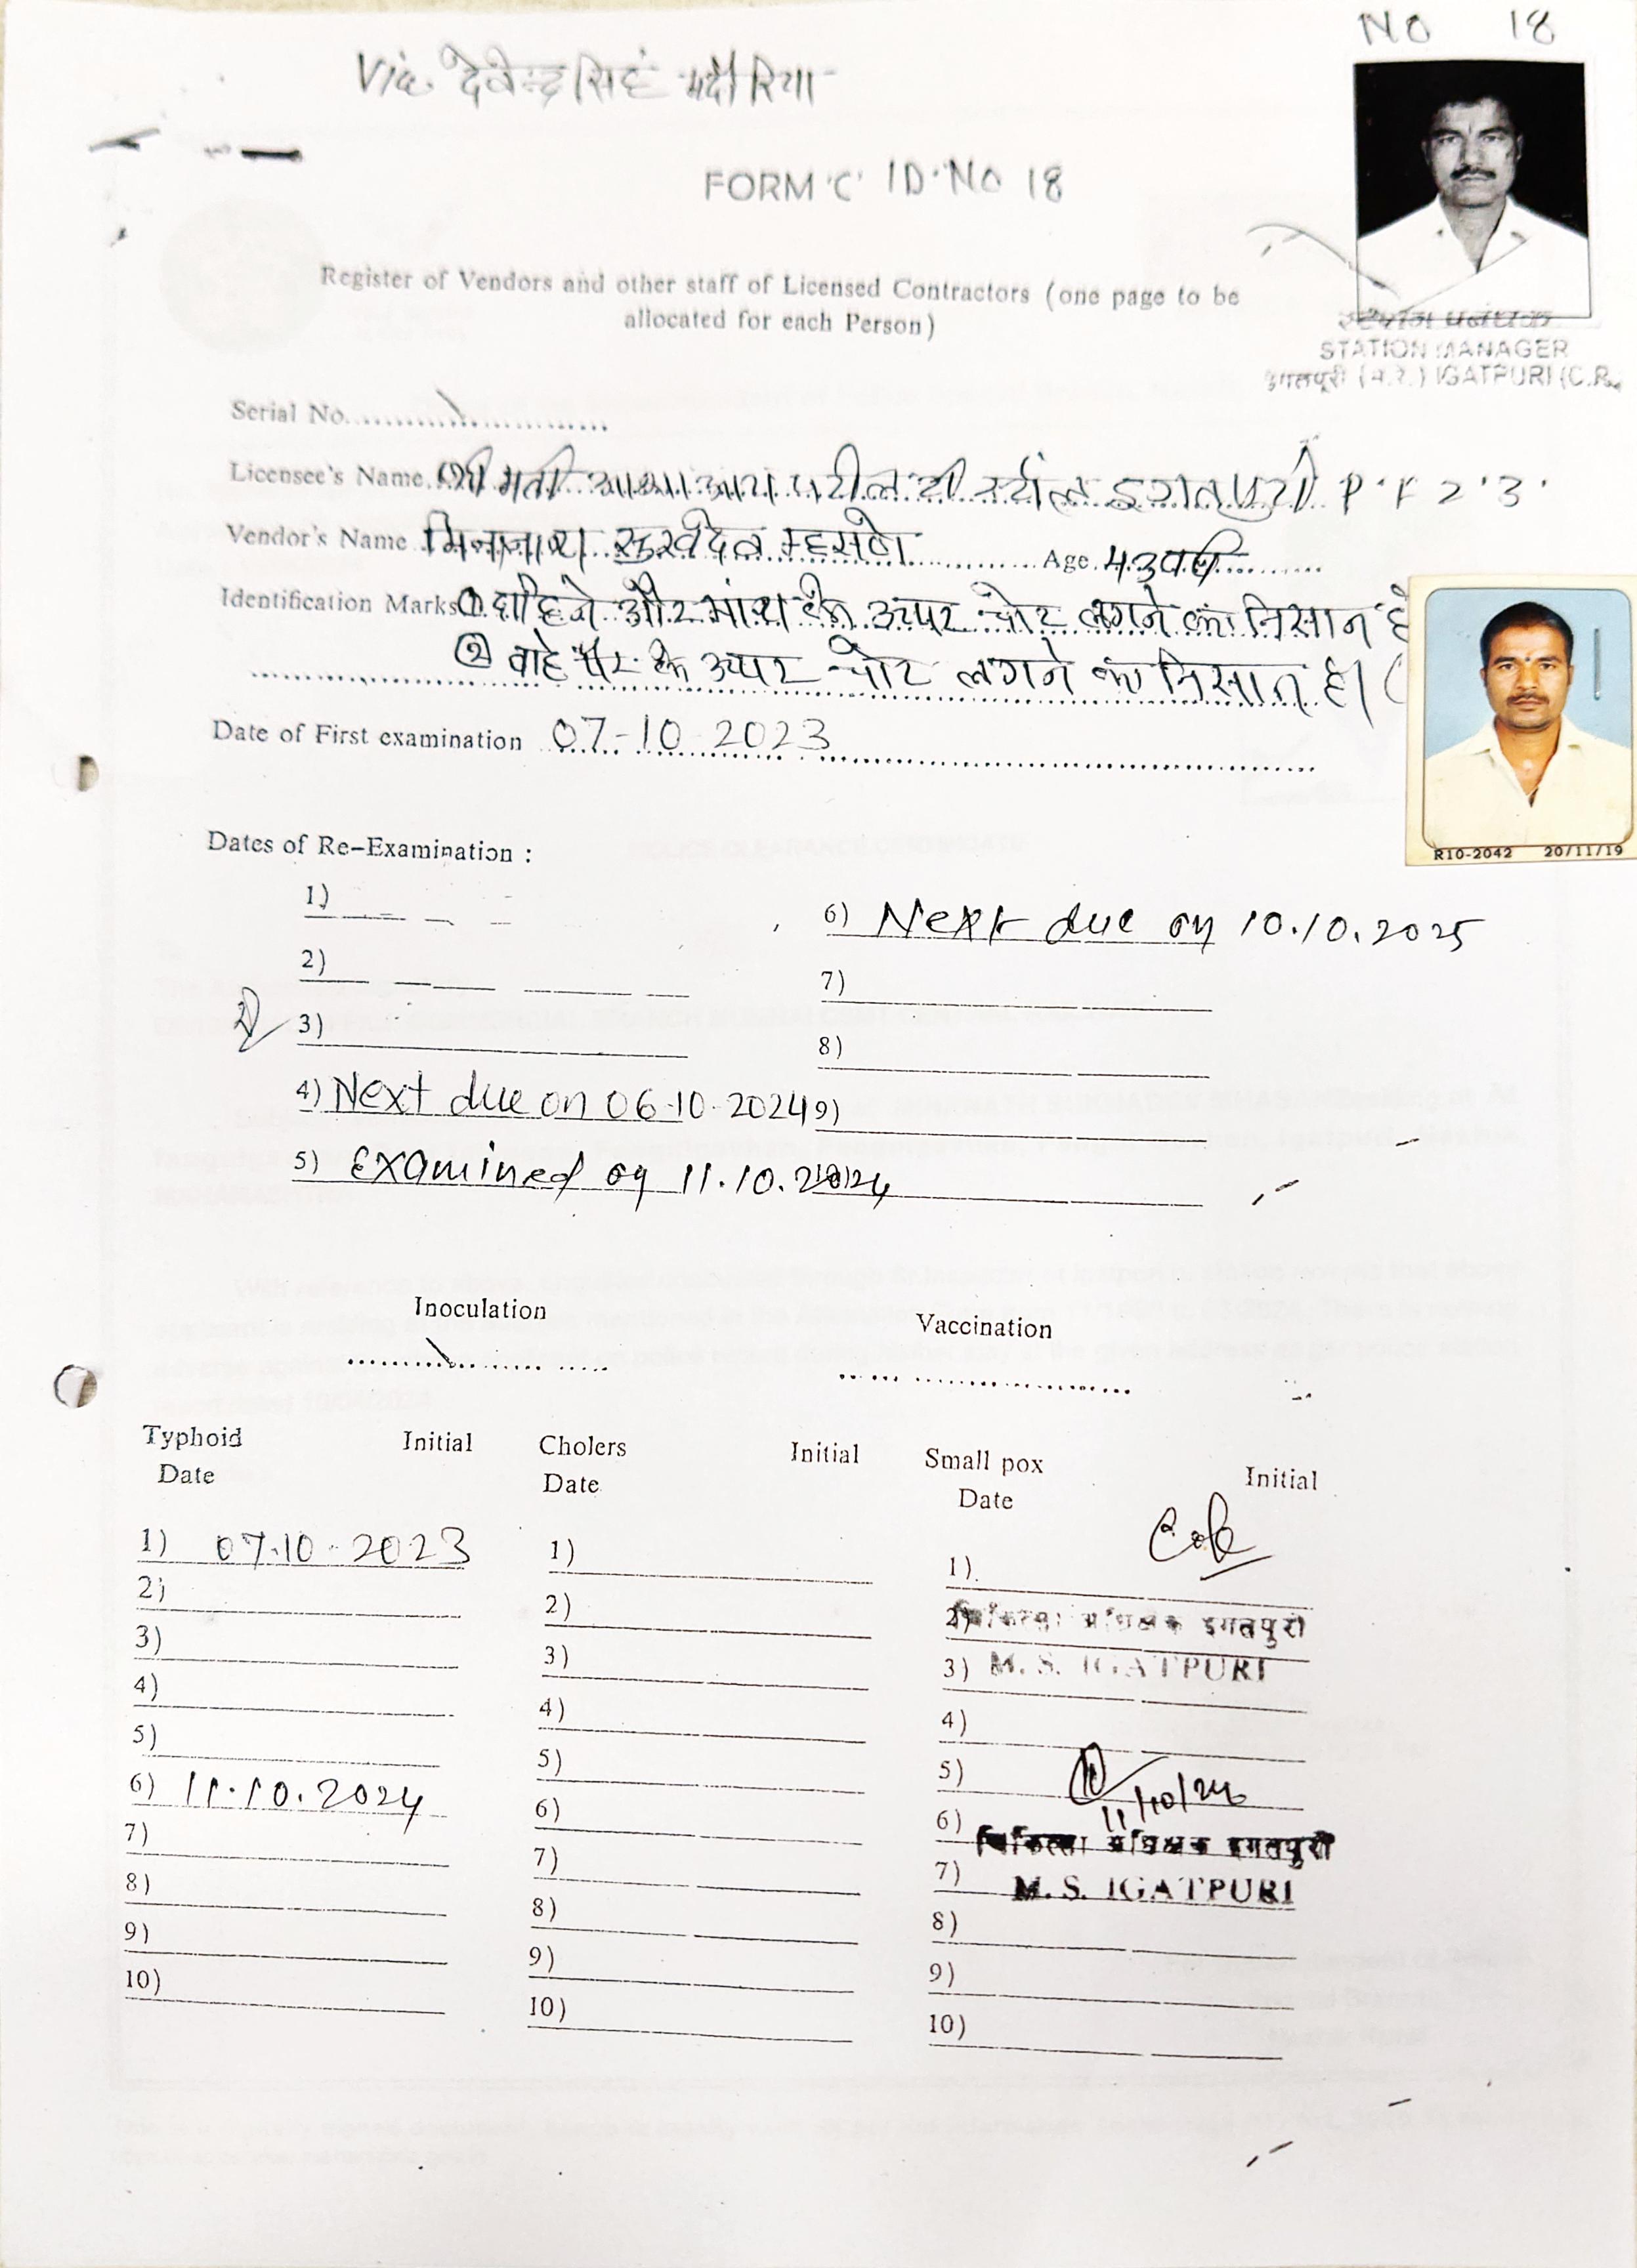 No 18
Via. देवेन्द्र सिंह भदौरिया
FORM 'C' ID.No 18
Register of Vendors and other staff of Licensed Contractors (one page to be
allocated for each Person)
स्टेशन प्रबंधक
STATION MANAGER
इगतपुरी (म.रे.) IGATPURI (C.R.
Serial No.
Licensee's Name श्रीमती आशा आय पटील टी स्टॉल इगतपुरी P.F 2'3'
Vendor's Name सुखदेव म्हसणे Age. 43 वर्ष
Identification Marks ① दाहिने के उपर चोट लगने का निसान है
② बाहे पैर के उपर चोट लगने का निसान है।
Date of First examination 07-10-2023
R10-2042 20/11/19
Dates of Re-Examination :
1)
2)
3)
4) Next due on 06-10-2024
5) Examined on 11.10.2024
6) Next due on 10.10.2025
7)
8)
9)
Inoculation
Vaccination
Typhoid Initial Cholers Initial Small pox Initial
Date Date Date
1) 07.10-2023 1) 1)
2) 2) 2) चिकित्सा अधिक्षक इगतपुरी
3) 3) 3) M. S. IGATPURI
4) 4) 4)
5) 5) 5)
6) 11.10.2024 6) 6) 11/10/24
चिकित्सा अधिक्षक इगतपुरी
7) 7) 7) M. S. IGATPURI
8) 8) 8)
9) 9) 9)
10) 10) 10)